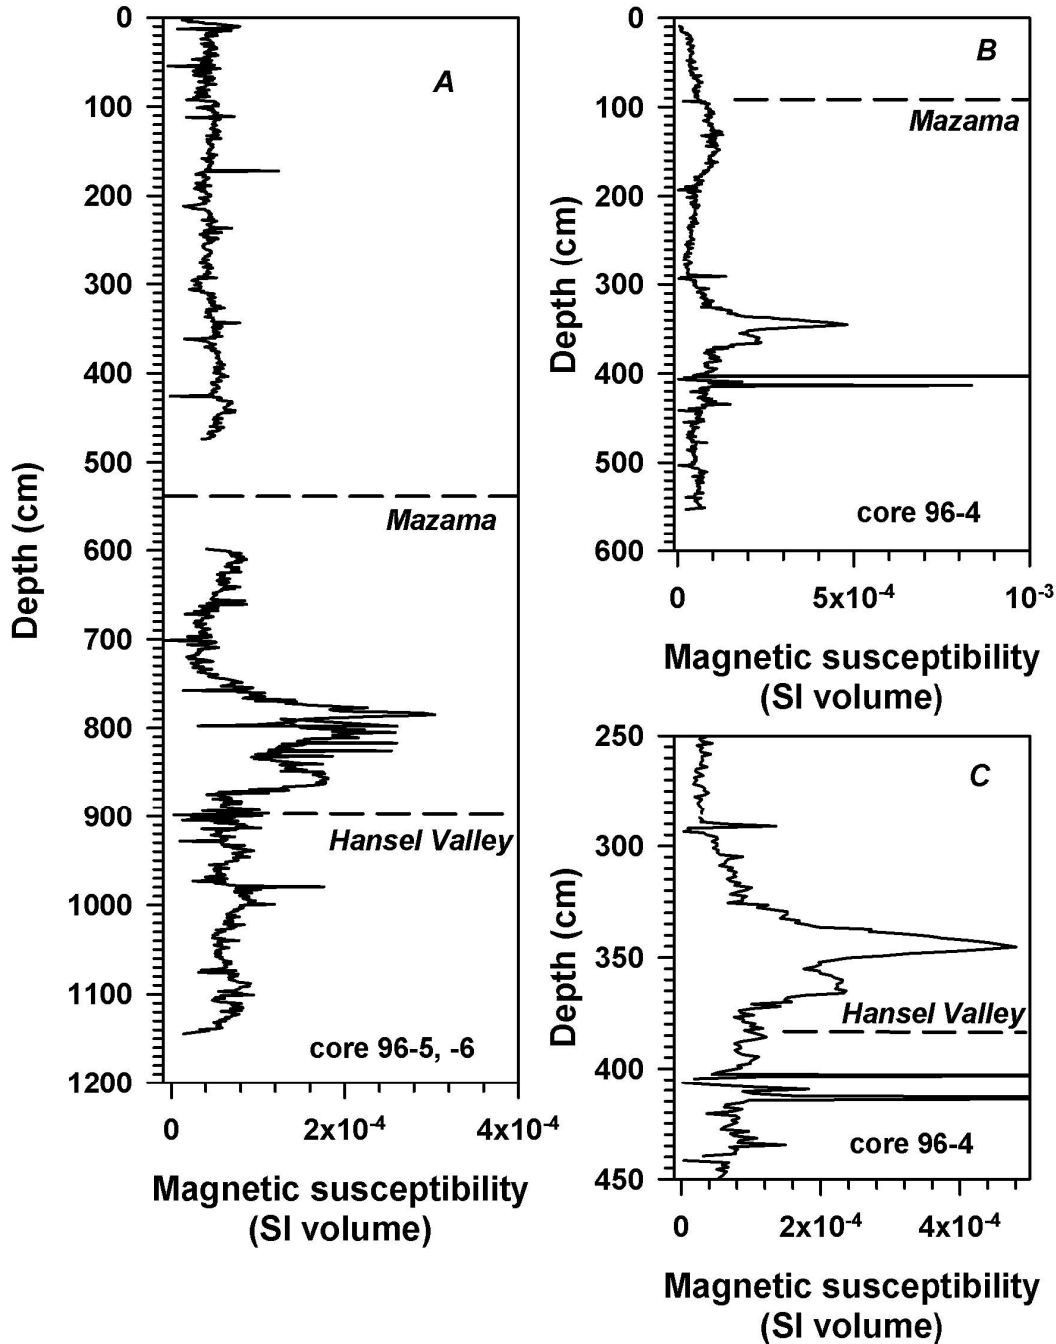 A
0
100
200
300
400
500
600
700
800
900
1000
1100
1200
Depth (cm)
Mazama
Hansel Valley
core 96-5, -6
0
2x10⁻⁴
4x10⁻⁴
Magnetic susceptibility
(SI volume)
B
0
100
200
300
400
500
600
Depth (cm)
Mazama
core 96-4
0
5x10⁻⁴
10⁻³
Magnetic susceptibility
(SI volume)
C
250
300
350
400
450
Depth (cm)
Hansel Valley
core 96-4
0
2x10⁻⁴
4x10⁻⁴
Magnetic susceptibility
(SI volume)